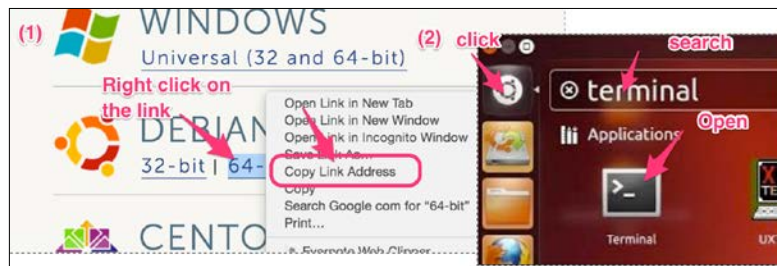 (1)
WINDOWS
Universal (32 and 64-bit)
Right click on
the link
DEBIAN
32-bit | 64-
CENTO
Open Link in New Tab
Open Link in New Window
Open Link in Incognito Window
Save Link As...
Copy Link Address
Copy
Search Google com for "64-bit"
Print...
Evernote Web Clipper
(2) click
search
terminal
Applications
Open
Terminal
UX